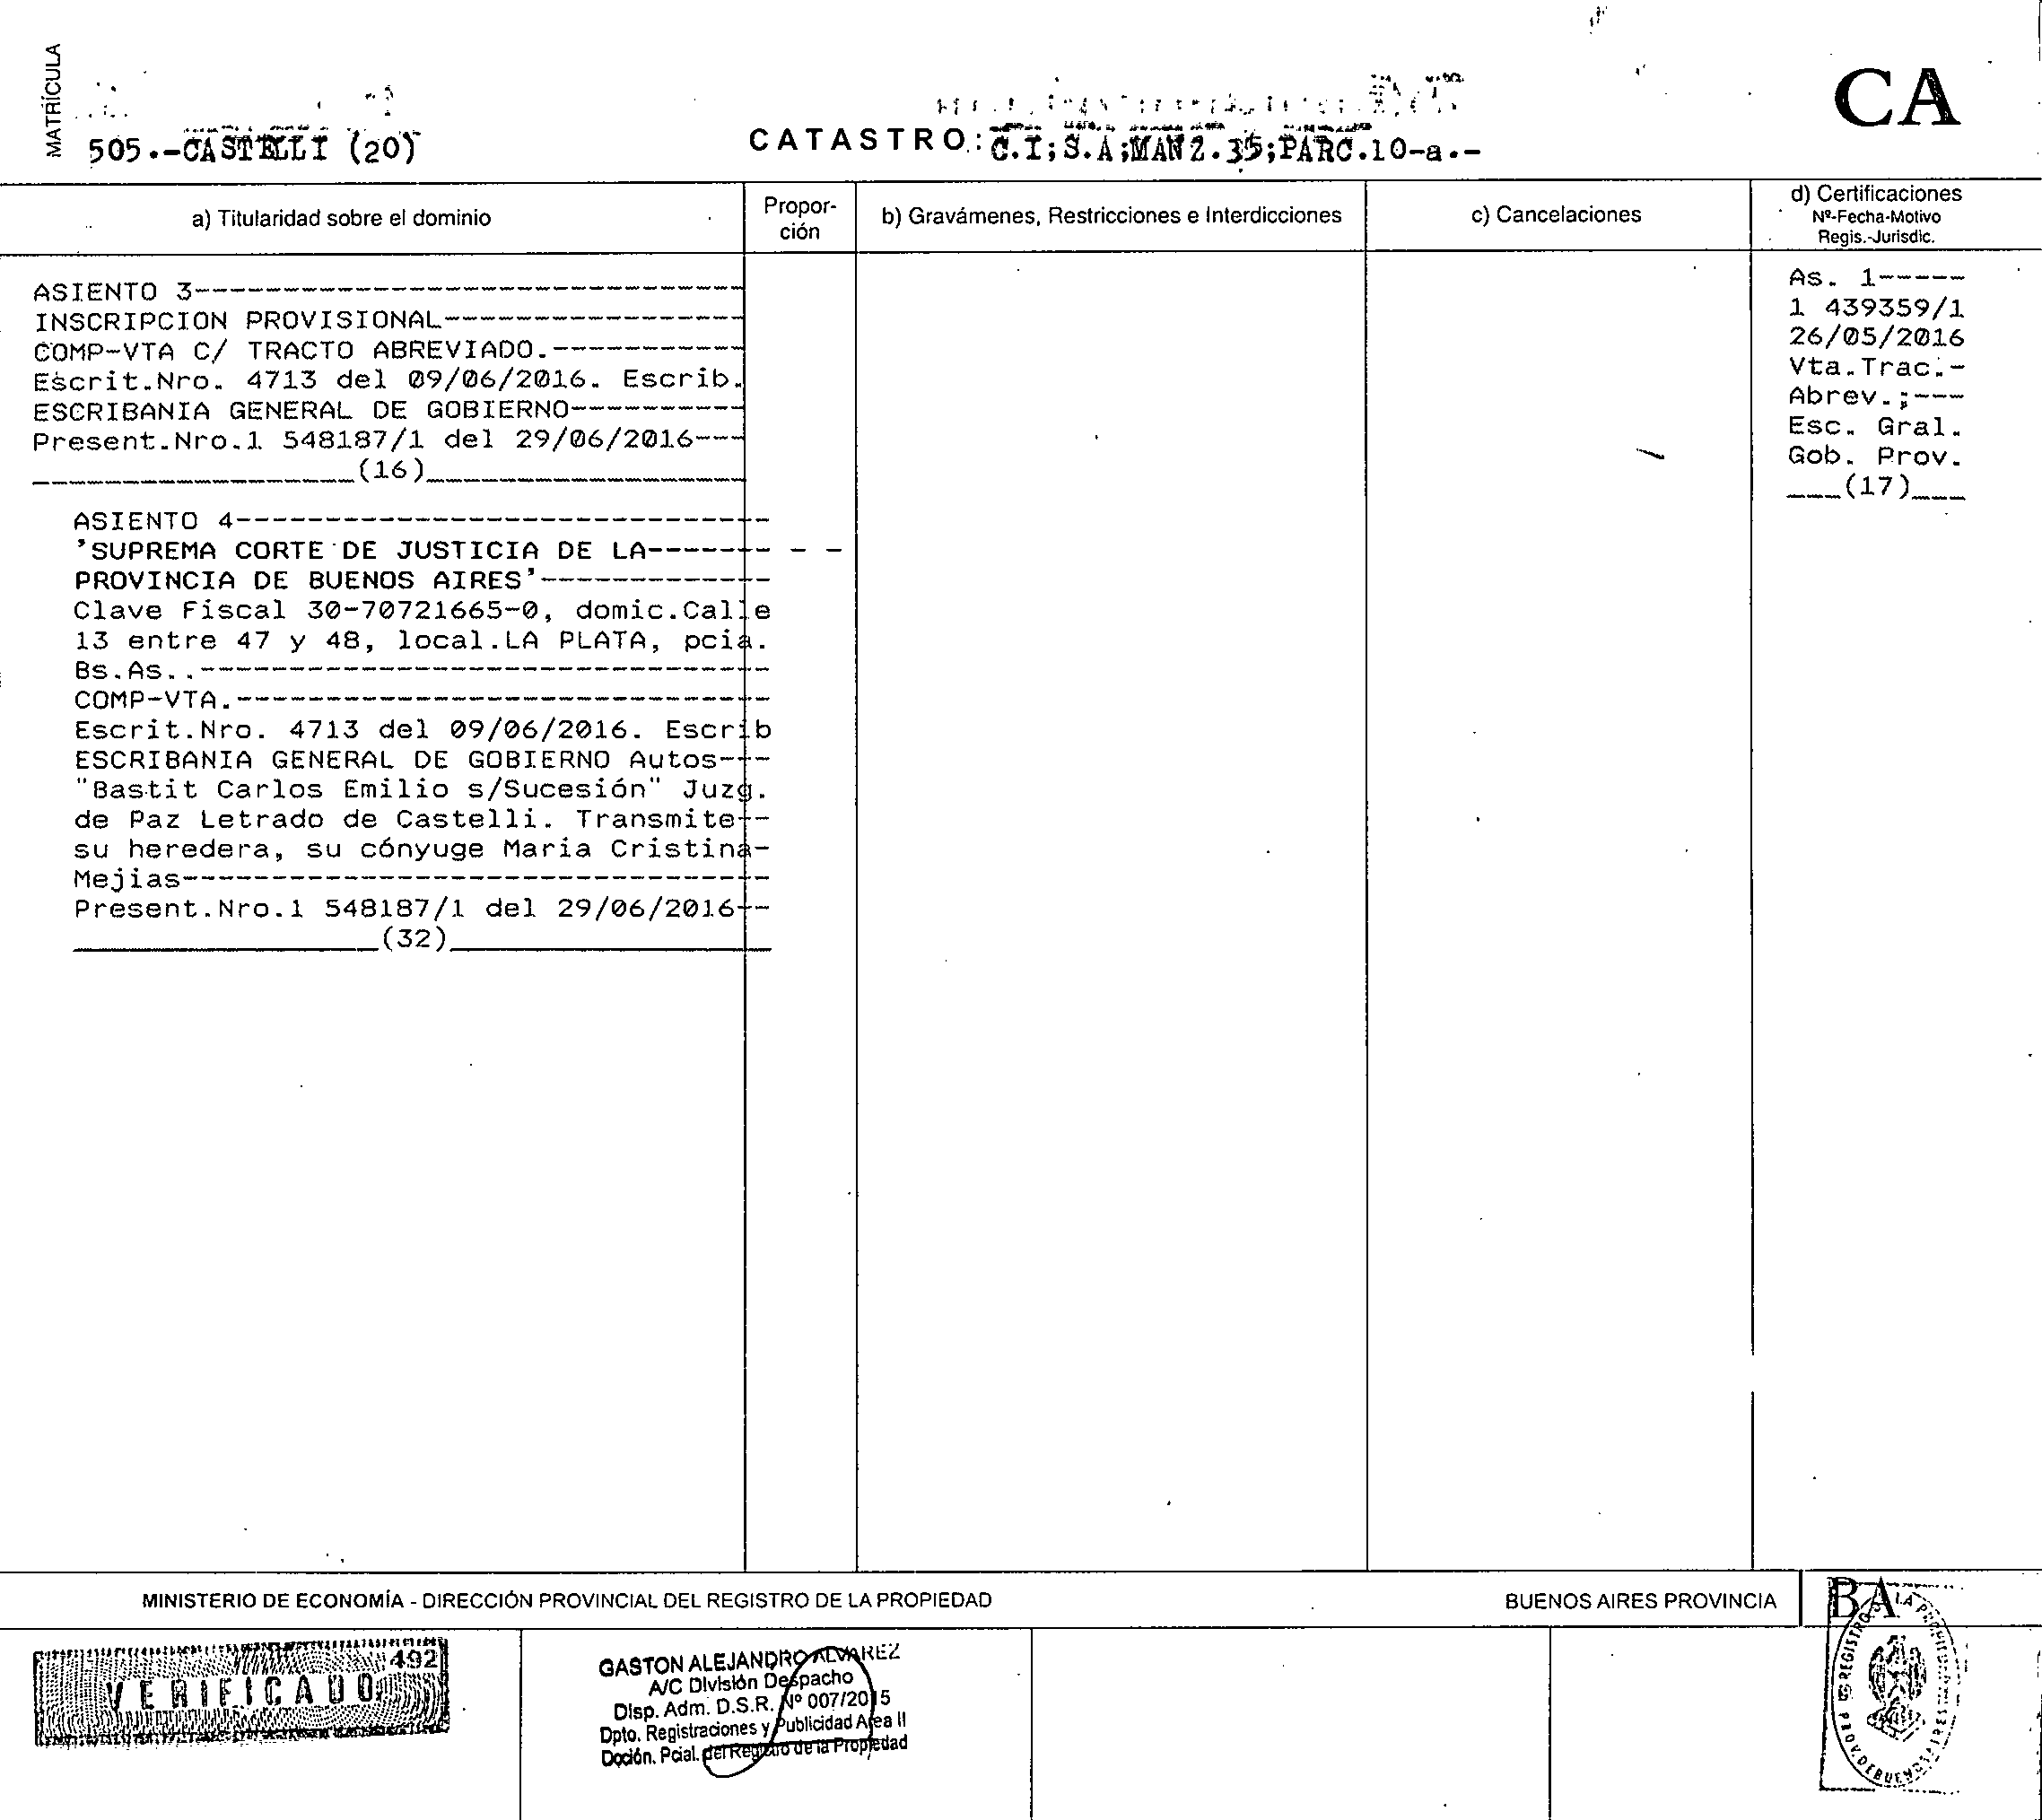 MATRÍCULA
505.-CASTELLI (20)
CATASTRO: C.I;S.A;MANZ.35;PARC.10-a.-
CA
a) Titularidad sobre el dominio
Propor-
ción
b) Gravámenes, Restricciones e Interdicciones
c) Cancelaciones
d) Certificaciones
Nº-Fecha-Motivo
Regis.-Jurisdic.
ASIENTO 3-------------------------------
INSCRIPCION PROVISIONAL-----------------
COMP-VTA C/ TRACTO ABREVIADO.-----------
Escrit.Nro. 4713 del 09/06/2016. Escrib.
ESCRIBANIA GENERAL DE GOBIERNO----------
Present.Nro.1 548187/1 del 29/06/2016---
__________________(16)__________________
ASIENTO 4------------------------------
'SUPREMA CORTE DE JUSTICIA DE LA------- - -
PROVINCIA DE BUENOS AIRES'-------------
Clave Fiscal 30-70721665-0, domic.Calle
13 entre 47 y 48, local.LA PLATA, pcia.
Bs.As..--------------------------------
COMP-VTA.------------------------------
Escrit.Nro. 4713 del 09/06/2016. Escrib
ESCRIBANIA GENERAL DE GOBIERNO Autos---
"Bastit Carlos Emilio s/Sucesión" Juzg.
de Paz Letrado de Castelli. Transmite--
su heredera, su cónyuge Maria Cristina-
Mejias---------------------------------
Present.Nro.1 548187/1 del 29/06/2016--
_________________(32)__________________
As. 1-----
1 439359/1
26/05/2016
Vta.Trac.-
Abrev.;---
Esc. Gral.
Gob. Prov.
___(17)___
MINISTERIO DE ECONOMÍA - DIRECCIÓN PROVINCIAL DEL REGISTRO DE LA PROPIEDAD
BUENOS AIRES PROVINCIA
BA
492
VERIFICADO
GASTON ALEJANDRO ALVAREZ
A/C División Despacho
Disp. Adm. D.S.R. Nº 007/2015
Dpto. Registraciones y Publicidad Area II
Dcción. Pcial. del Registro de la Propiedad
REGISTRO DE LA PROPIEDAD
PROV. DE BUENOS AIRES